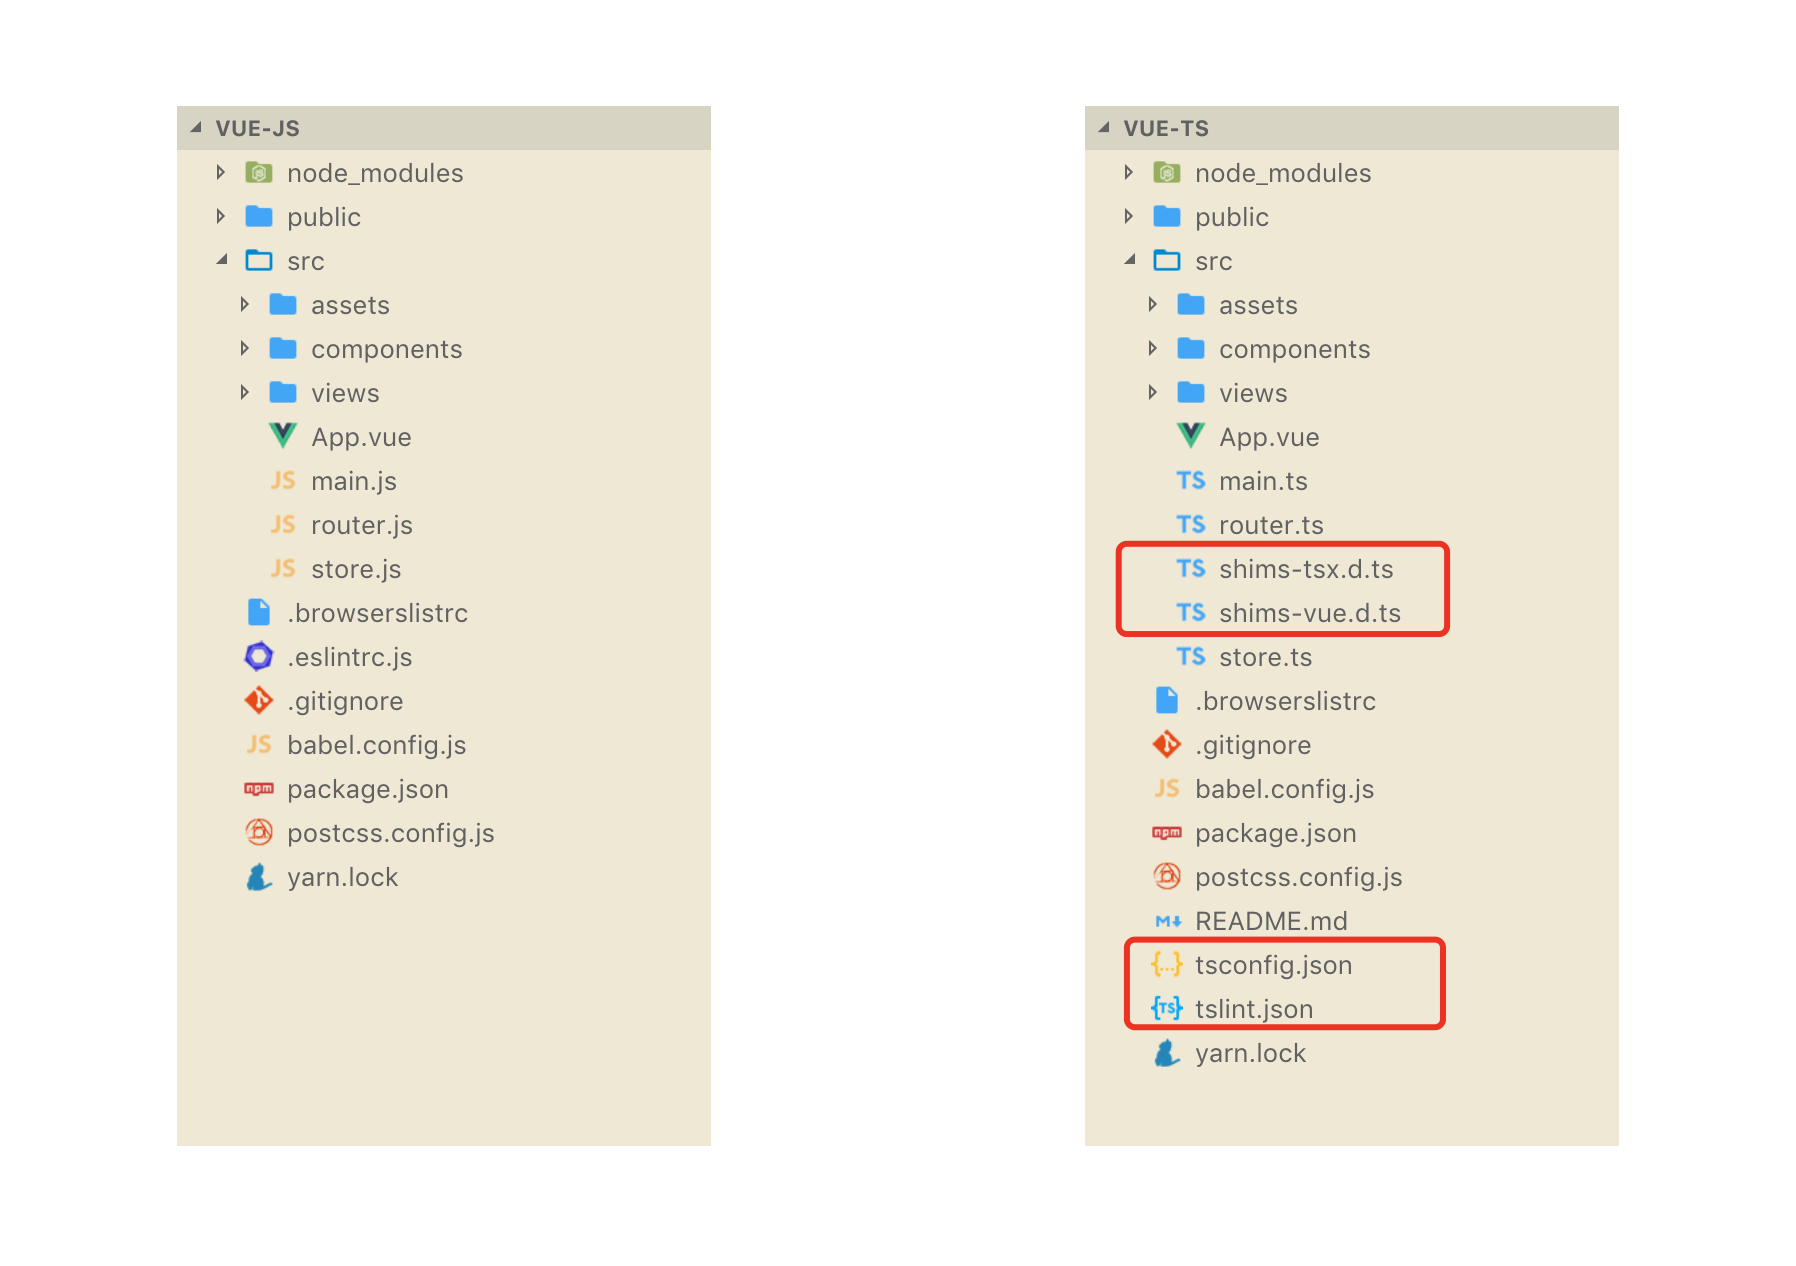 VUE-JS
node_modules
public
src
assets
components
views
App.vue
JS main.js
JS router.js
JS store.js
.browserslistrc
.eslintrc.js
.gitignore
JS babel.config.js
npm package.json
postcss.config.js
yarn.lock
VUE-TS
node_modules
public
src
assets
components
views
App.vue
TS main.ts
TS router.ts
TS shims-tsx.d.ts
TS shims-vue.d.ts
TS store.ts
.browserslistrc
.gitignore
JS babel.config.js
npm package.json
postcss.config.js
M README.md
{...} tsconfig.json
{TS} tslint.json
yarn.lock